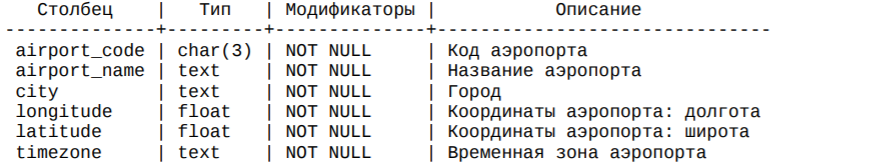 Столбец    |   Тип   | Модификаторы |           Описание
--------------+---------+--------------+-------------------------------
 airport_code | char(3) | NOT NULL     | Код аэропорта
 airport_name | text    | NOT NULL     | Название аэропорта
 city         | text    | NOT NULL     | Город
 longitude    | float   | NOT NULL     | Координаты аэропорта: долгота
 latitude     | float   | NOT NULL     | Координаты аэропорта: широта
 timezone     | text    | NOT NULL     | Временная зона аэропорта